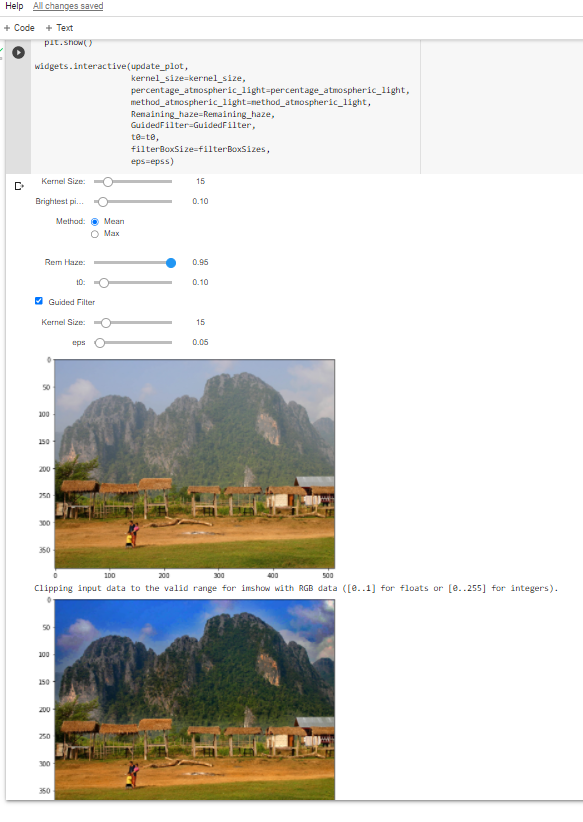 Help All changes saved
+ Code + Text
plt.show()
widgets.interactive(update_plot,
kernel_size=kernel_size,
percentage_atmospheric_light=percentage_atmospheric_light,
method_atmospheric_light=method_atmospheric_light,
Remaining_haze=Remaining_haze,
GuidedFilter=GuidedFilter,
t0=t0,
filterBoxSize=filterBoxSizes,
eps=epss)
Kernel Size: 15
Brightest pi... 0.10
Method: Mean
Max
Rem Haze: 0.95
t0: 0.10
Guided Filter
Kernel Size: 15
eps 0.05
0
50
100
150
200
250
300
350
0 100 200 300 400 500
Clipping input data to the valid range for imshow with RGB data ([0..1] for floats or [0..255] for integers).
0
50
100
150
200
250
300
350